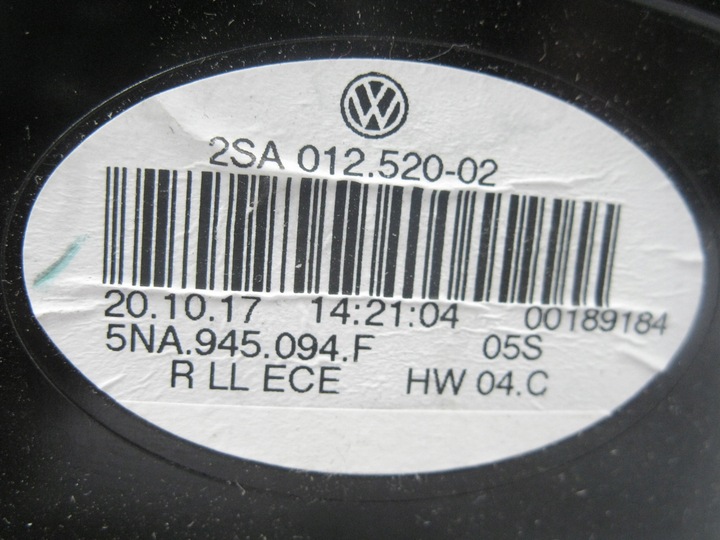 2SA 012.520-02
20.10.17 14:21:04 00189184
5NA.945.094.F 05S
R LL ECE HW 04.C